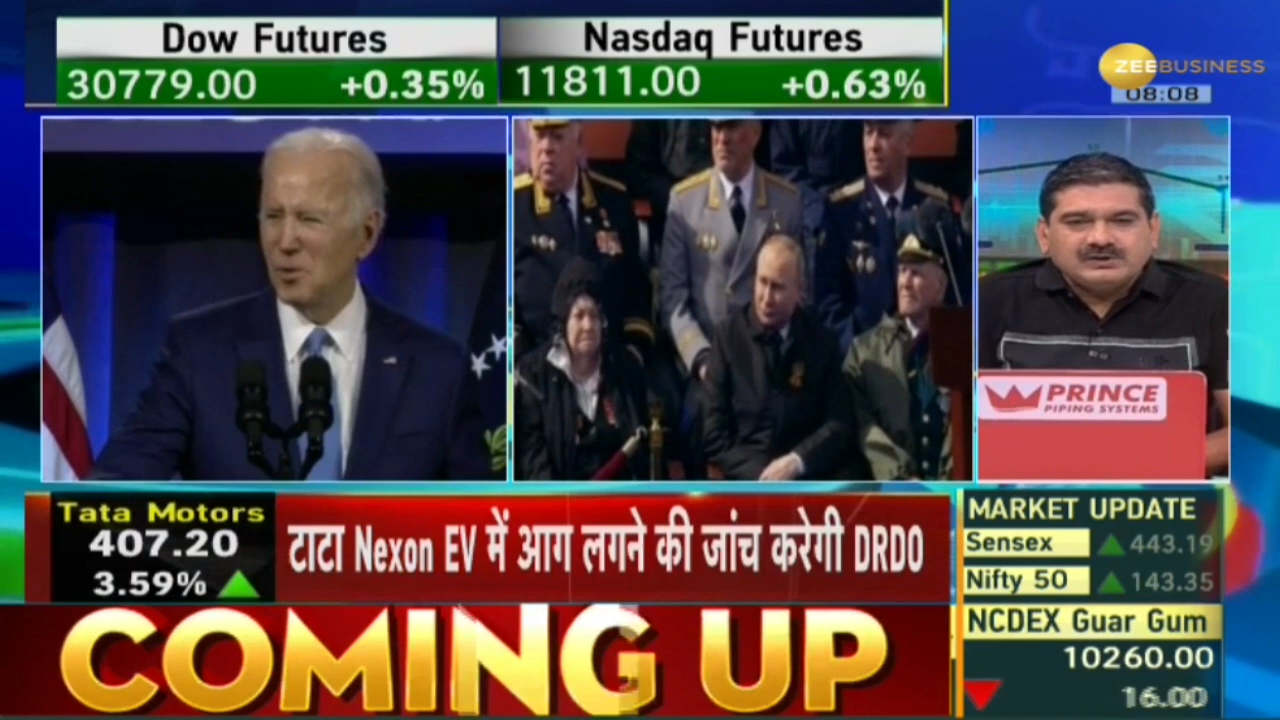 Dow Futures
30779.00 +0.35%
Nasdaq Futures
11811.00 +0.63%
ZEEBUSINESS
08:08
PRINCE
PIPING SYSTEMS
Tata Motors
407.20
3.59%
टाटा Nexon EV में आग लगने की जांच करेगी DRDO
COMING UP
MARKET UPDATE
Sensex 443.19
Nifty 50 143.35
NCDEX Guar Gum
10260.00
16.00